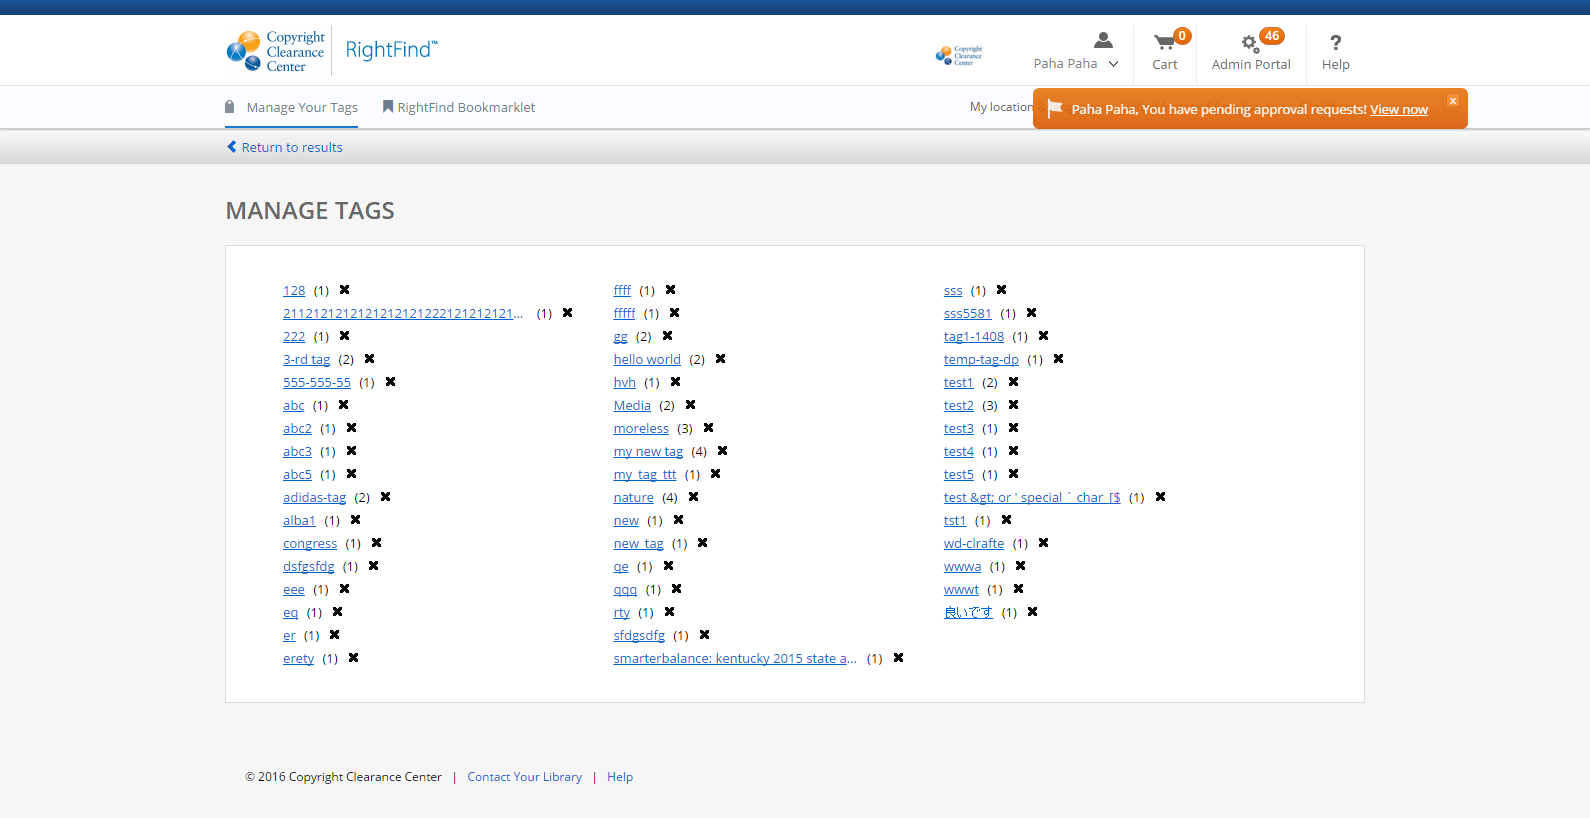 Copyright
Clearance
Center
RightFind™
Copyright
Clearance
Center
Paha Paha
0
Cart
46
Admin Portal
?
Help
Manage Your Tags
RightFind Bookmarklet
My location
Paha Paha, You have pending approval requests! View now
x
Return to results
MANAGE TAGS
128 (1)
211212121212121212122212121212121... (1)
222 (1)
3-rd tag (2)
555-555-55 (1)
abc (1)
abc2 (1)
abc3 (1)
abc5 (1)
adidas-tag (2)
alba1 (1)
congress (1)
dsfgsfdg (1)
eee (1)
eq (1)
er (1)
erety (1)
ffff (1)
fffff (1)
gg (2)
hello world (2)
hvh (1)
Media (2)
moreless (3)
my new tag (4)
my_tag_ttt (1)
nature (4)
new (1)
new_tag (1)
qe (1)
qqq (1)
rty (1)
sfdgsdfg (1)
smarterbalance: kentucky 2015 state a... (1)
sss (1)
sss5581 (1)
tag1-1408 (1)
temp-tag-dp (1)
test1 (2)
test2 (3)
test3 (1)
test4 (1)
test5 (1)
test &gt; or ' special ` char_[$ (1)
tst1 (1)
wd-clrafte (1)
wwwa (1)
wwwt (1)
良いです (1)
© 2016 Copyright Clearance Center | Contact Your Library | Help